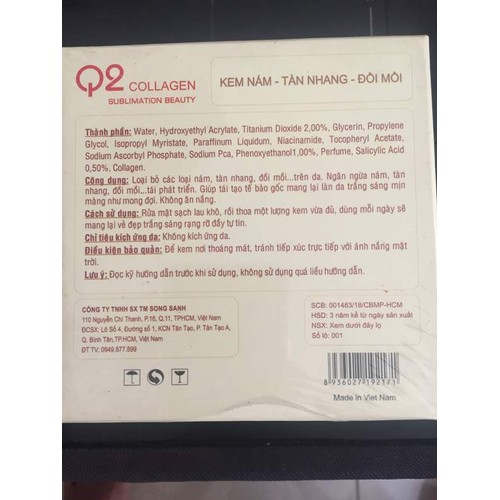 Q2 COLLAGEN
SUBLIMATION BEAUTY
KEM NÁM - TÀN NHANG - ĐỒI MỒI
Thành phần: Water, Hydroxyethyl Acrylate, Titanium Dioxide 2,00%, Glycerin, Propylene
Glycol, Isopropyl Myristate, Paraffinum Liquidum, Niacinamide, Tocopheryl Acetate,
Sodium Ascorbyl Phosphate, Sodium Pca, Phenoxyethanol1,00%, Perfume, Salicylic Acid
0,50%, Collagen.
Công dụng: Loại bỏ các loại nám, tàn nhang, đồi mồi...trên da. Ngăn ngừa nám, tàn
nhang, đồi mồi...tái phát triển. Giúp tái tạo tế bào gốc mang lại làn da trắng sáng mịn
màng như mong đợi. Không ăn nắng.
Cách sử dụng: Rửa mặt sạch lau khô, rồi thoa một lượng kem vừa đủ, dùng mỗi ngày sẽ
mang lại vẻ đẹp trắng sáng rạng rỡ đầy tự tin.
Chỉ tiêu kích ứng da: Không kích ứng da.
Điều kiện bảo quản: Để kem nơi thoáng mát, tránh tiếp xúc trực tiếp với ánh nắng mặt
trời.
Lưu ý: Đọc kỹ hướng dẫn trước khi sử dụng, không sử dụng quá liều hướng dẫn.
CÔNG TY TNHH SX TM SONG SANH
110 Nguyễn Chí Thanh, P.16, Q.11, TPHCM, Việt Nam
ĐCSX: Lô Số 4, Đường số 1, KCN Tân Tạo, P. Tân Tạo A,
Q. Bình Tân,TP.HCM, Việt Nam
ĐT TV: 0949.877.899
SCB: 001483/18/CBMP-HCM
HSD: 3 năm kể từ ngày sản xuất
NSX: Xem dưới đáy lọ
Số lô: 001
8 936027 192171
Made in Viet Nam